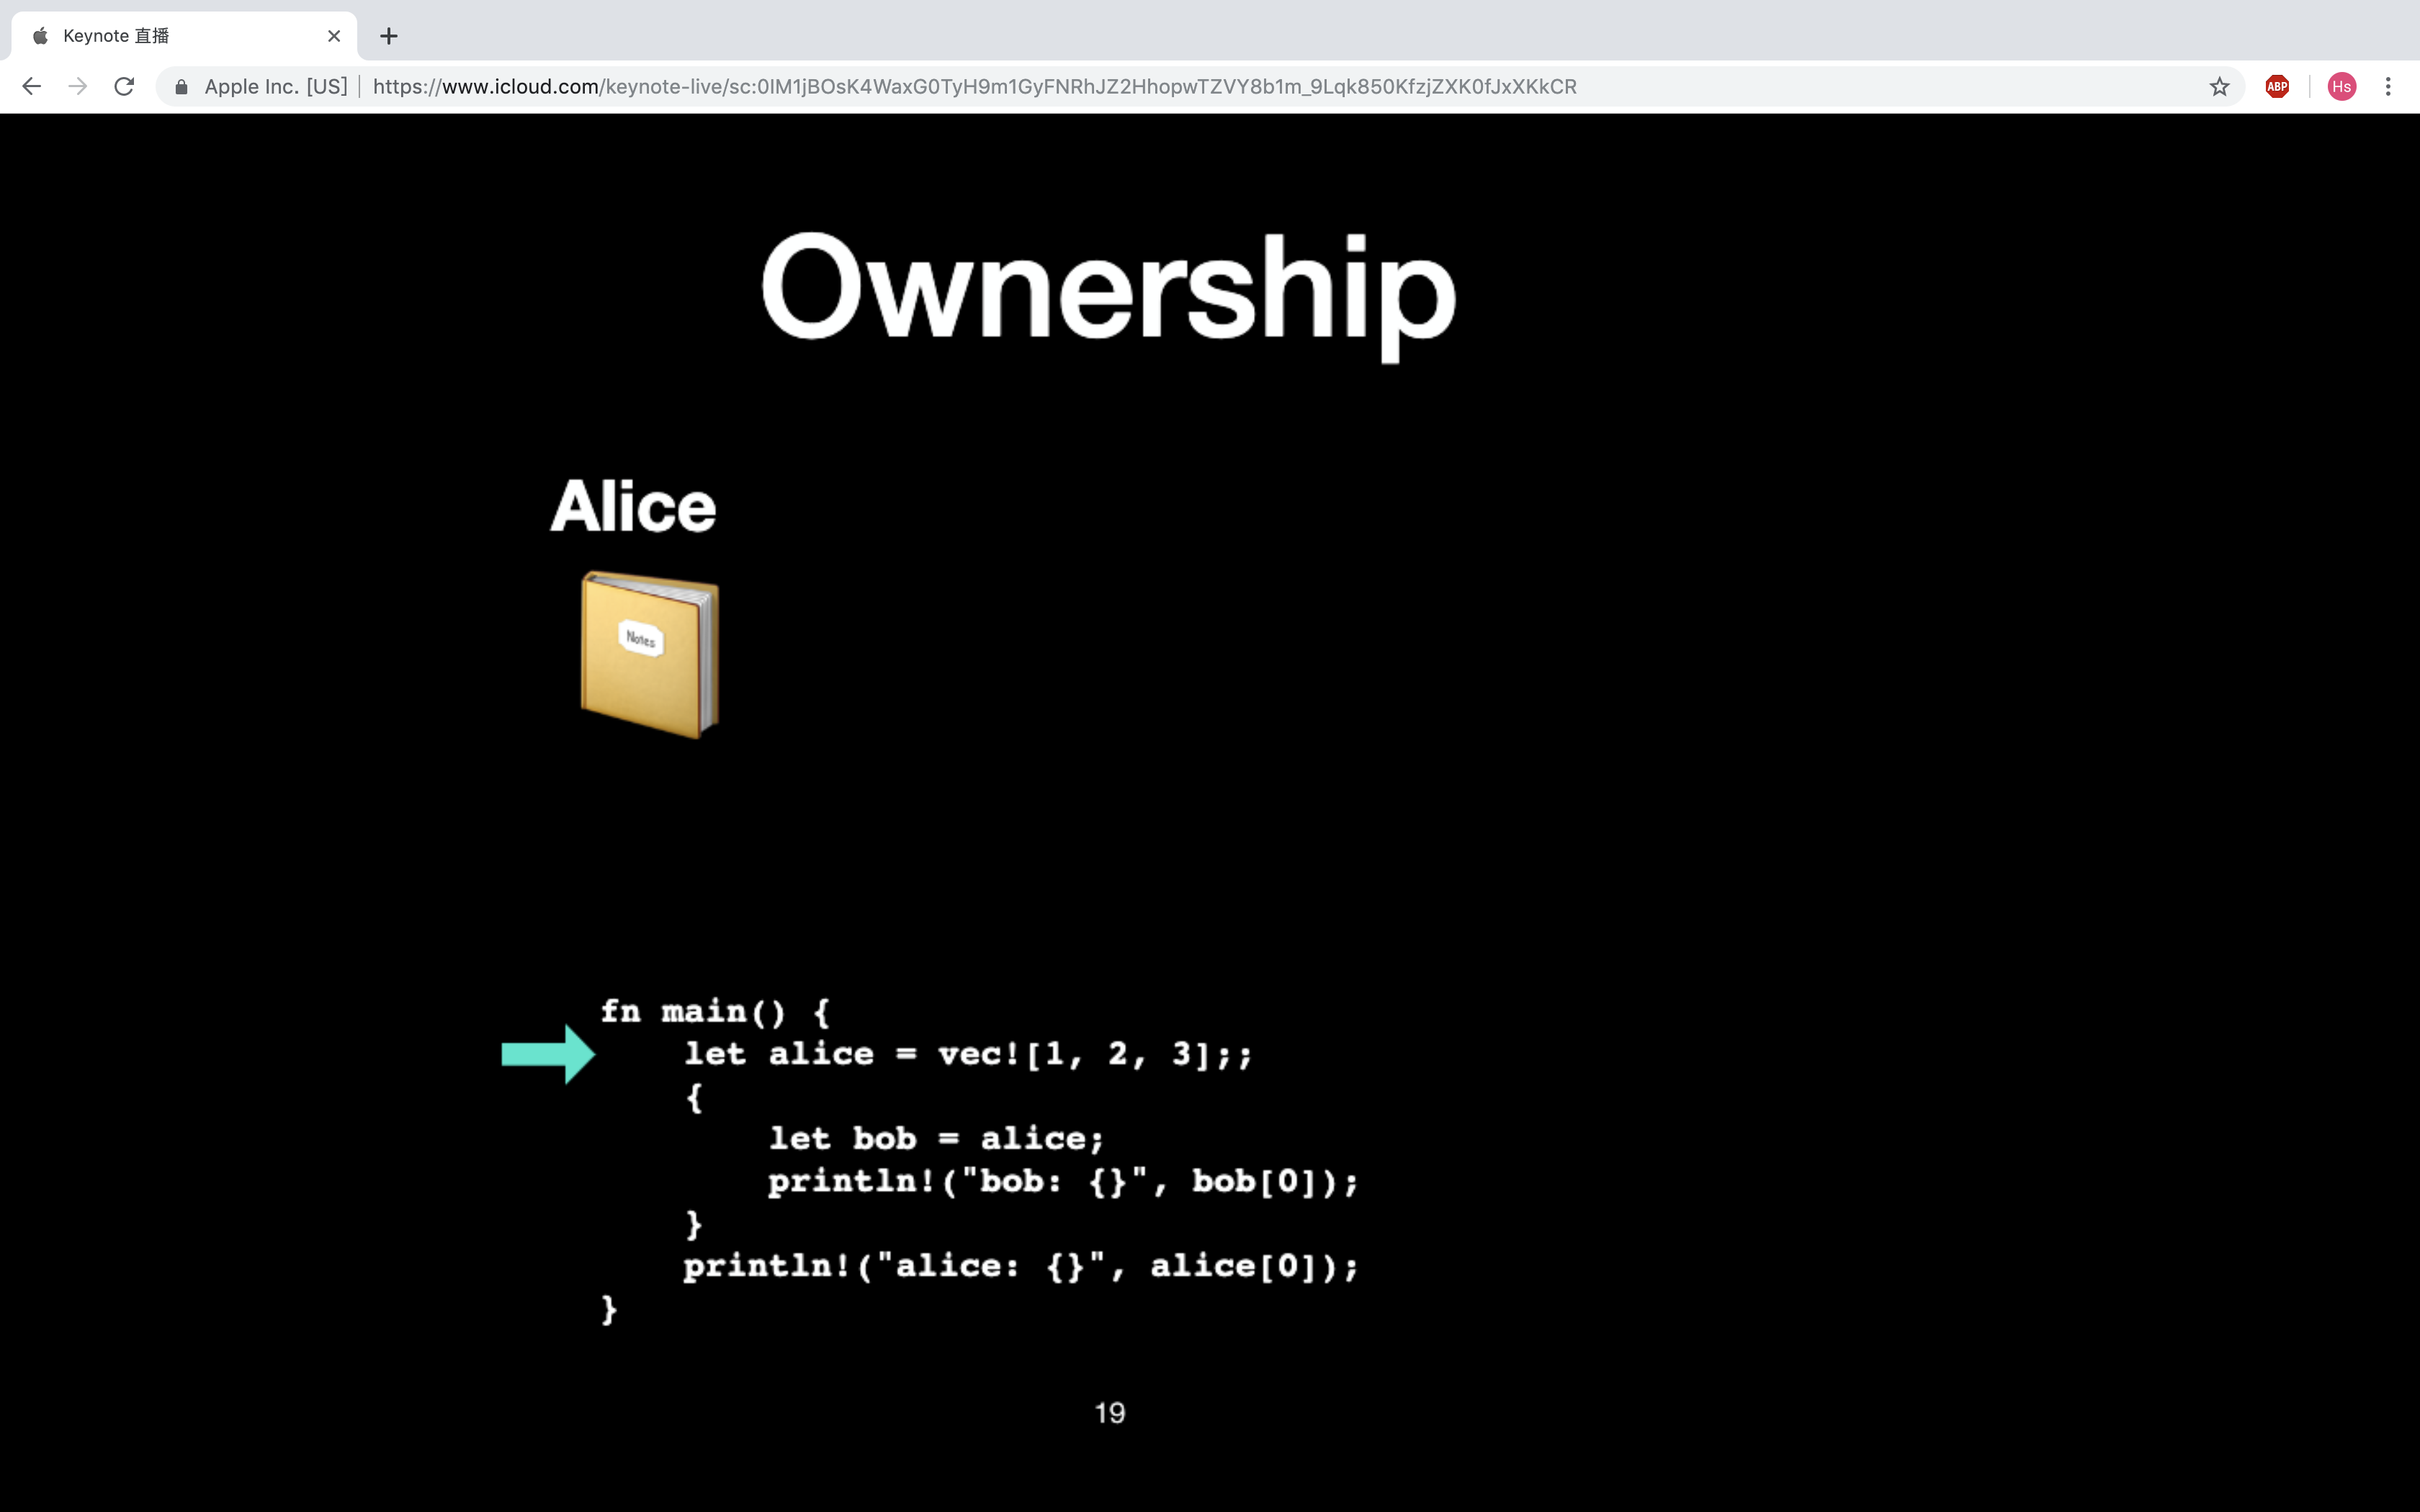 Keynote 直播
Apple Inc. [US]
https://www.icloud.com/keynote-live/sc:0IM1jBOsK4WaxG0TyH9m1GyFNRhJZ2HhopwTZVY8b1m_9Lqk850KfzjZXK0fJxXKkCR
ABP
Hs
Ownership
Alice
Notes
fn main() {
    let alice = vec![1, 2, 3];;
    {
        let bob = alice;
        println!("bob: {}", bob[0]);
    }
    println!("alice: {}", alice[0]);
}
19